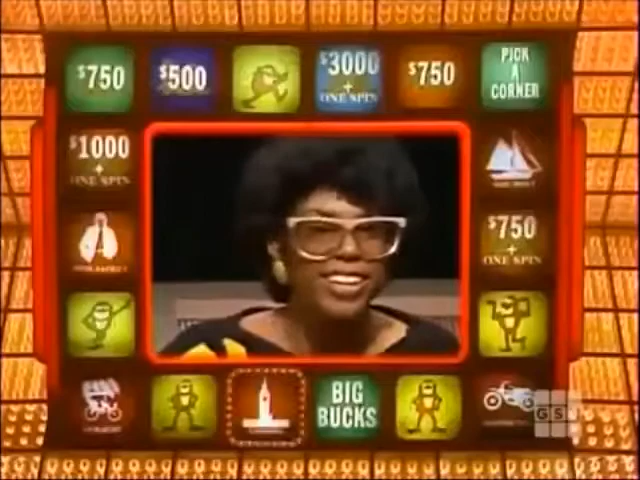 $750
$500
$3000
+
ONE SPIN
$750
PICK
A
CORNER
$1000
+
ONE SPIN
$750
+
ONE SPIN
BIG
BUCKS
GSN